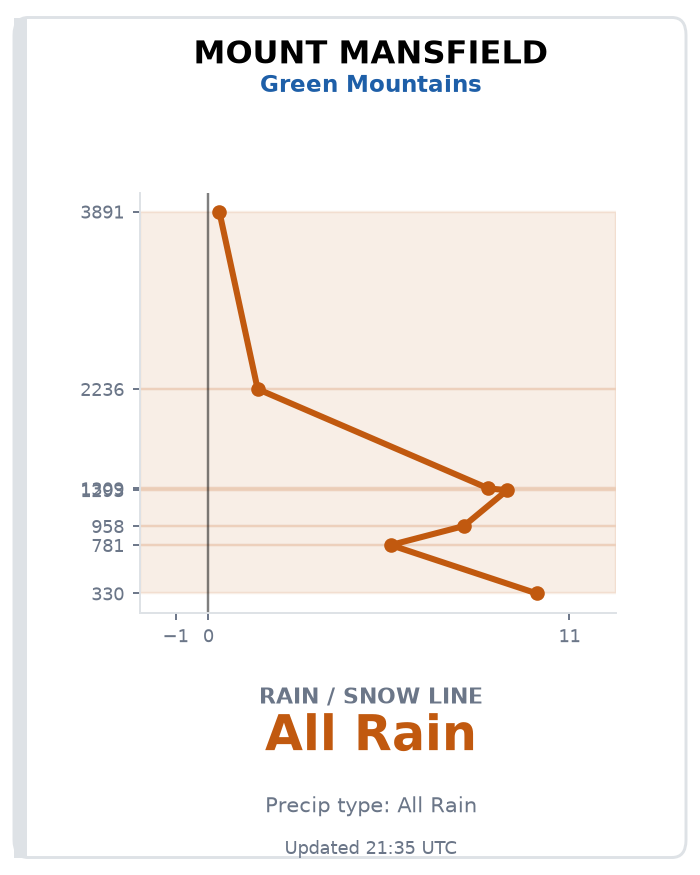 MOUNT MANSFIELD
Green Mountains
3891
2236
958
781
330
−1 0 11
RAIN / SNOW LINE
All Rain
Precip type: All Rain
Updated 21:35 UTC